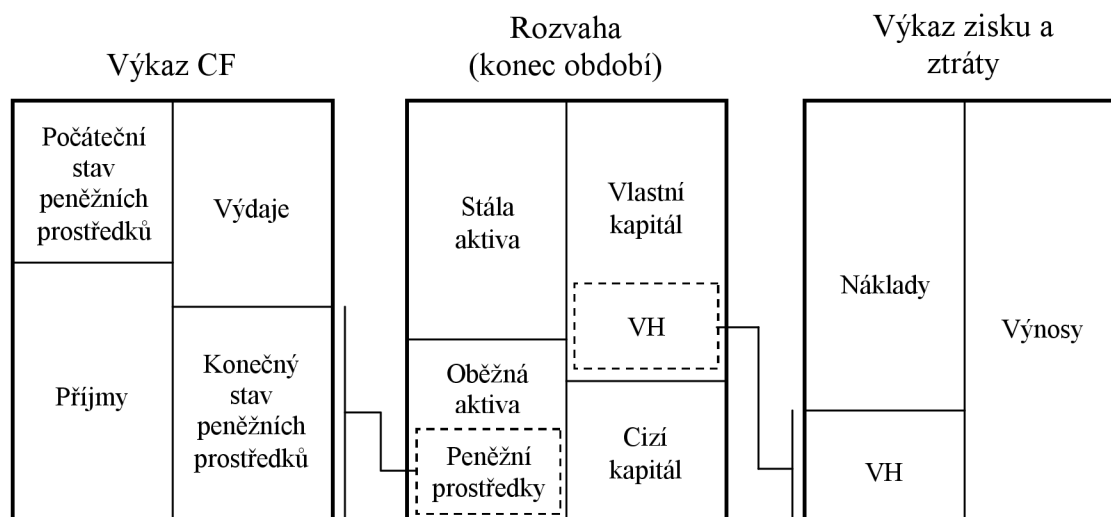 Výkaz CF
Rozvaha
(konec období)
Výkaz zisku a
ztráty
Počáteční
stav
peněžních
prostředků
Výdaje
Příjmy
Konečný
stav
peněžních
prostředků
Stála
aktiva
Vlastní
kapitál
VH
Oběžná
aktiva
Peněžní
prostředky
Cizí
kapitál
Náklady
Výnosy
VH